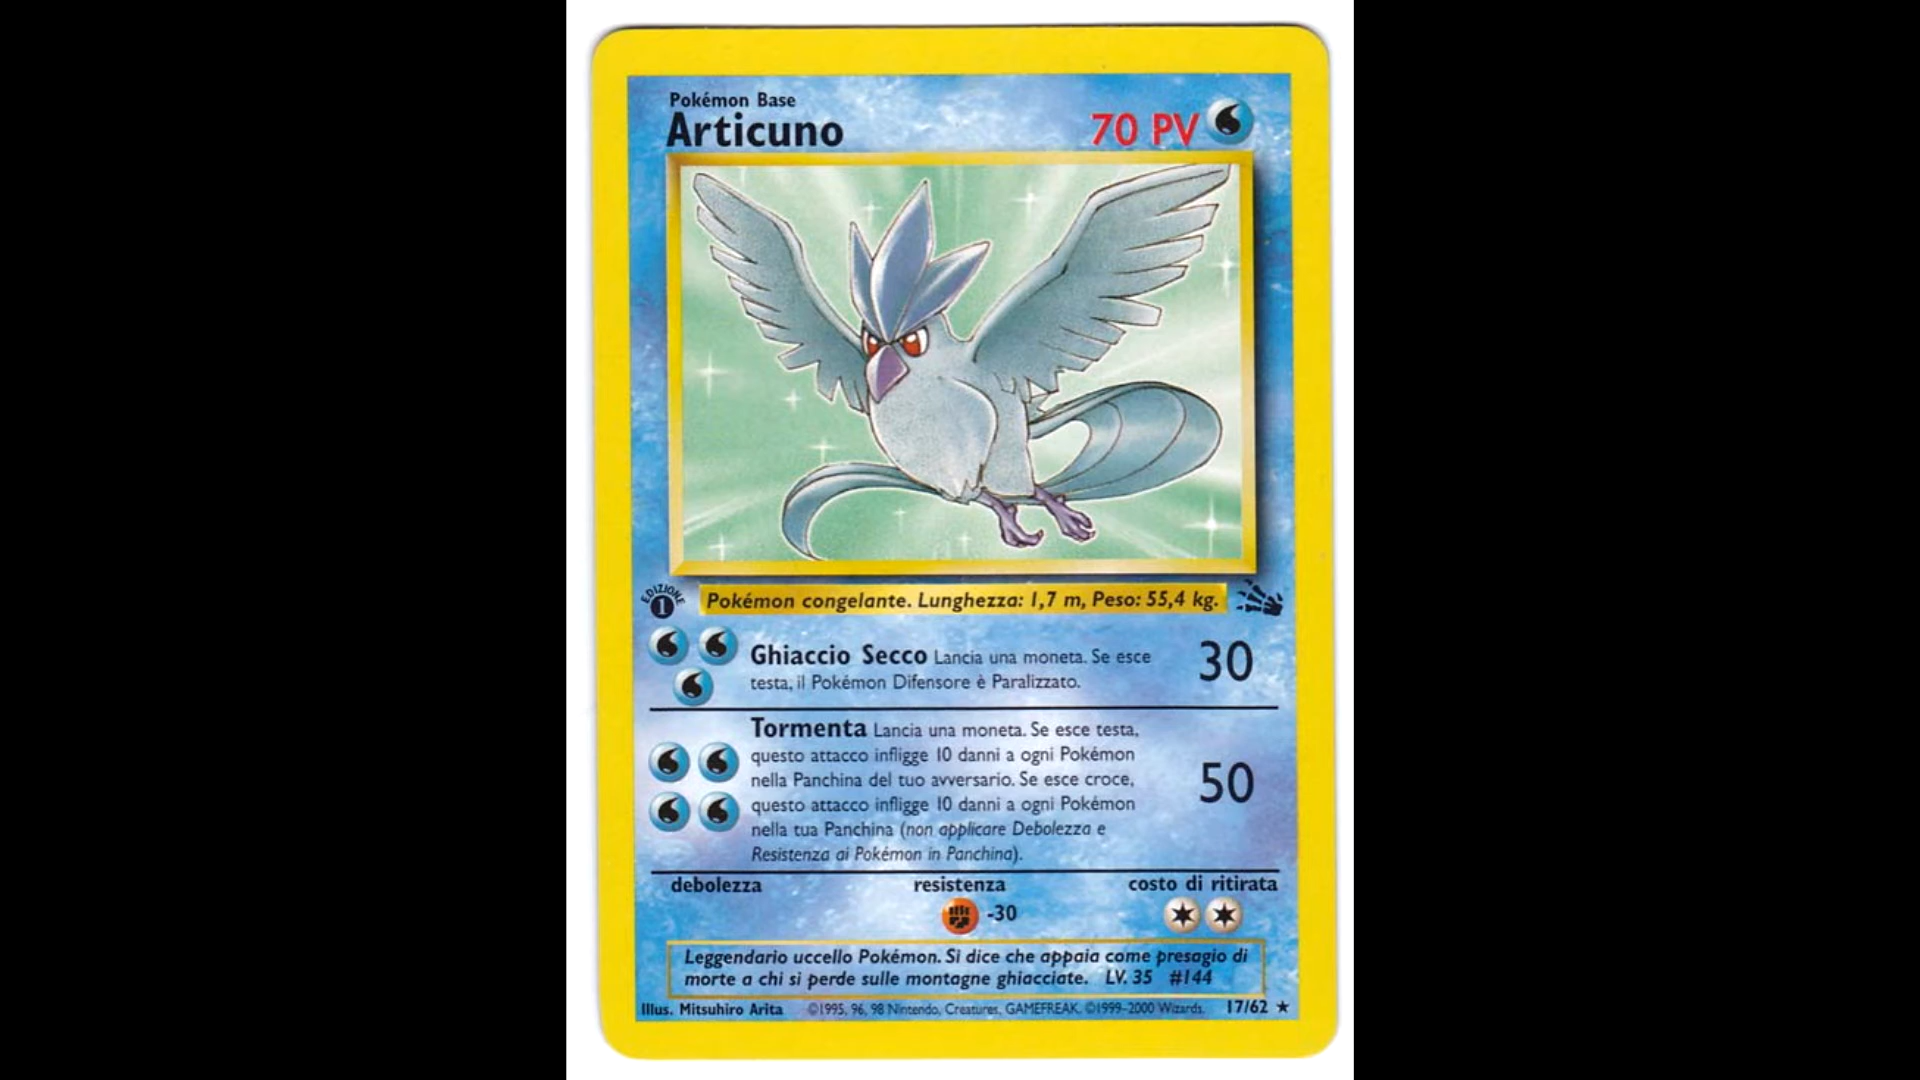 Pokémon Base
Articuno
70 PV
EDIZIONE
1
Pokémon congelante. Lunghezza: 1,7 m, Peso: 55,4 kg.
Ghiaccio Secco Lancia una moneta. Se esce
testa, il Pokémon Difensore è Paralizzato.
30
Tormenta Lancia una moneta. Se esce testa,
questo attacco infligge 10 danni a ogni Pokémon
nella Panchina del tuo avversario. Se esce croce,
questo attacco infligge 10 danni a ogni Pokémon
nella tua Panchina (non applicare Debolezza e
Resistenza ai Pokémon in Panchina).
50
debolezza resistenza costo di ritirata
-30
Leggendario uccello Pokémon. Si dice che appaia come presagio di
morte a chi si perde sulle montagne ghiacciate. LV. 35 #144
Illus. Mitsuhiro Arita ©1995, 96, 98 Nintendo, Creatures, GAMEFREAK. ©1999-2000 Wizards. 17/62 ★